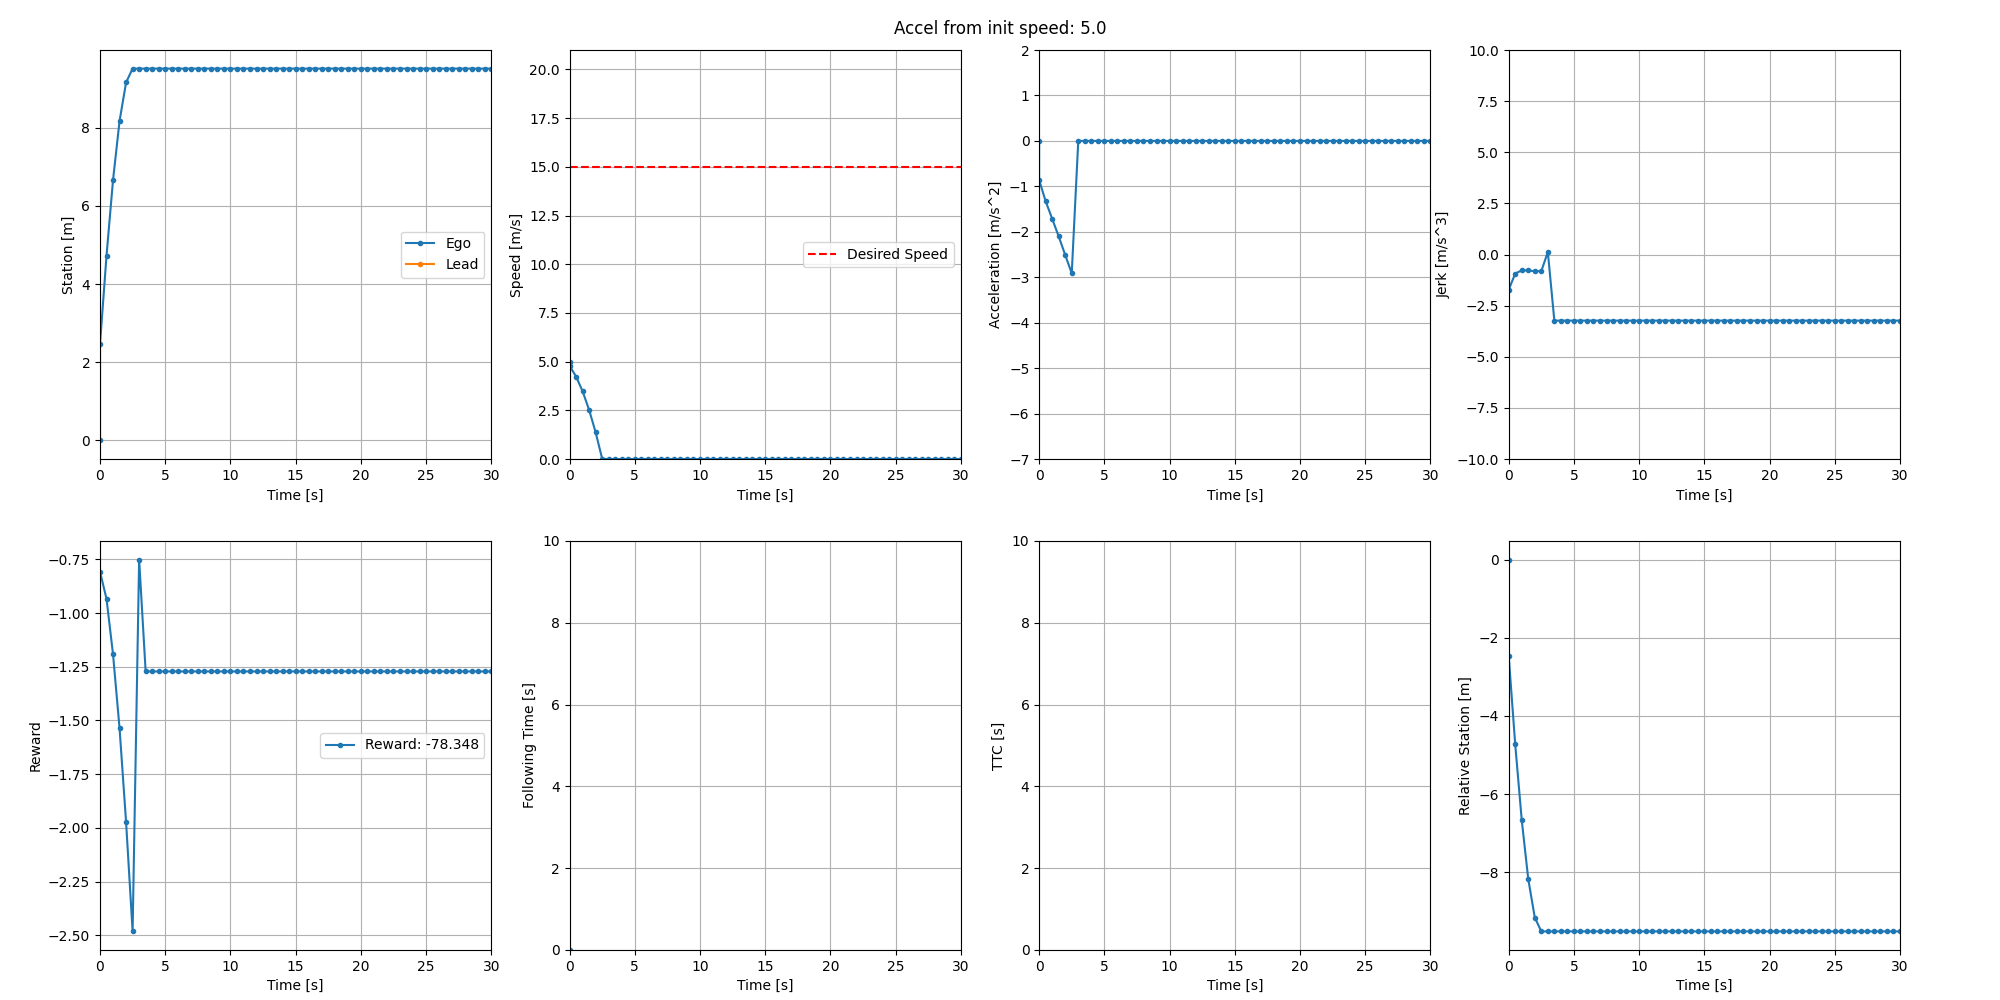 Accel from init speed: 5.0
Station [m]
8
6
4
2
0
Ego
Lead
0 5 10 15 20 25 30
Time [s]
Speed [m/s]
20.0
17.5
15.0
12.5
10.0
7.5
5.0
2.5
0.0
Desired Speed
0 5 10 15 20 25 30
Time [s]
Acceleration [m/s^2]
2
1
0
−1
−2
−3
−4
−5
−6
−7
0 5 10 15 20 25 30
Time [s]
Jerk [m/s^3]
10.0
7.5
5.0
2.5
0.0
−2.5
−5.0
−7.5
−10.0
0 5 10 15 20 25 30
Time [s]
Reward
−0.75
−1.00
−1.25
−1.50
−1.75
−2.00
−2.25
−2.50
Reward: -78.348
0 5 10 15 20 25 30
Time [s]
Following Time [s]
10
8
6
4
2
0
0 5 10 15 20 25 30
Time [s]
TTC [s]
10
8
6
4
2
0
0 5 10 15 20 25 30
Time [s]
Relative Station [m]
0
−2
−4
−6
−8
0 5 10 15 20 25 30
Time [s]